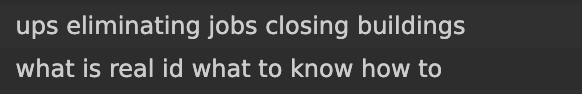 ups eliminating jobs closing buildings
what is real id what to know how to